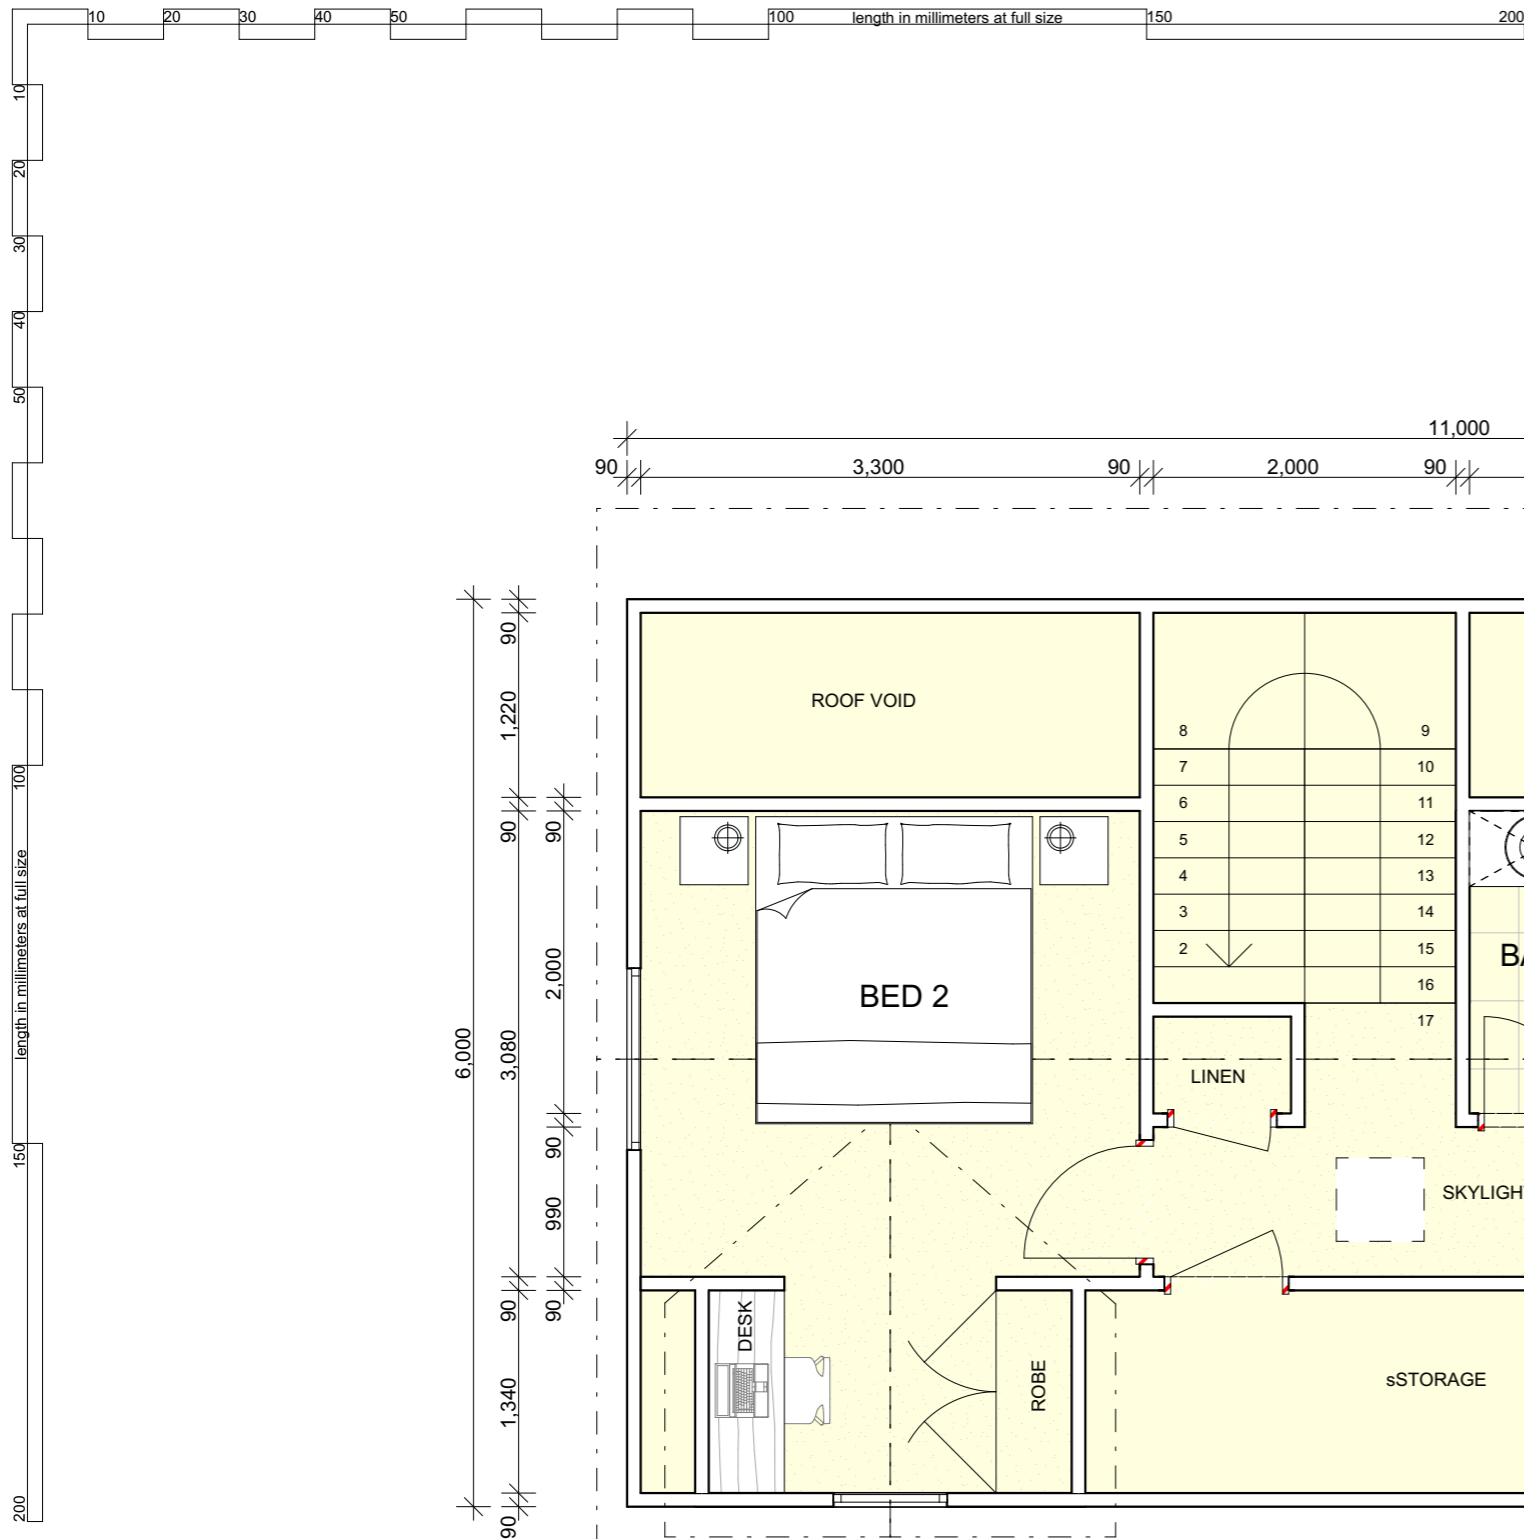 10 20 30 40 50 100 length in millimeters at full size 150 200
10
20
30
40
50
100
length in millimeters at full size
150
200
11,000
90 3,300 90 2,000 90
6,000
90
1,220
90
3,080
90
1,340
90
90
2,000
90
990
90
ROOF VOID
8 9
7 10
6 11
5 12
4 13
3 14
2 15
16
17
BED 2
BA
LINEN
SKYLIGH
DESK
ROBE
sSTORAGE